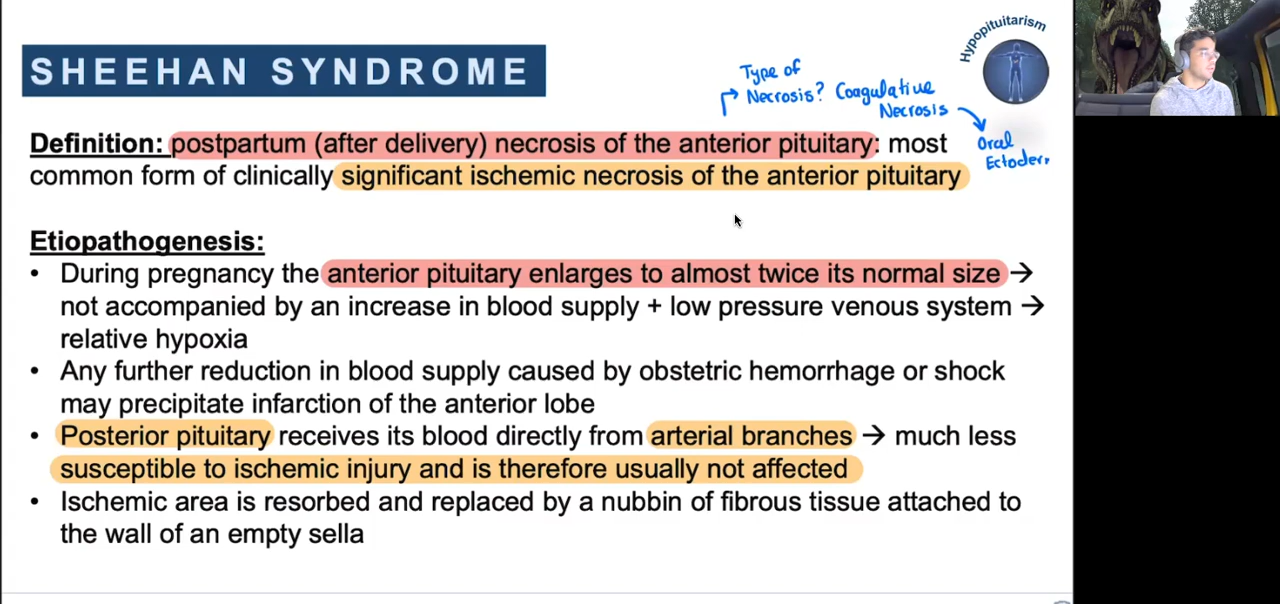 Hypopituitarism
SHEEHAN SYNDROME
Type of
Necrosis? Coagulative
Necrosis
Oral
Ectoderm
Definition: postpartum (after delivery) necrosis of the anterior pituitary: most
common form of clinically significant ischemic necrosis of the anterior pituitary
Etiopathogenesis:
• During pregnancy the anterior pituitary enlarges to almost twice its normal size →
not accompanied by an increase in blood supply + low pressure venous system →
relative hypoxia
• Any further reduction in blood supply caused by obstetric hemorrhage or shock
may precipitate infarction of the anterior lobe
• Posterior pituitary receives its blood directly from arterial branches → much less
susceptible to ischemic injury and is therefore usually not affected
• Ischemic area is resorbed and replaced by a nubbin of fibrous tissue attached to
the wall of an empty sella